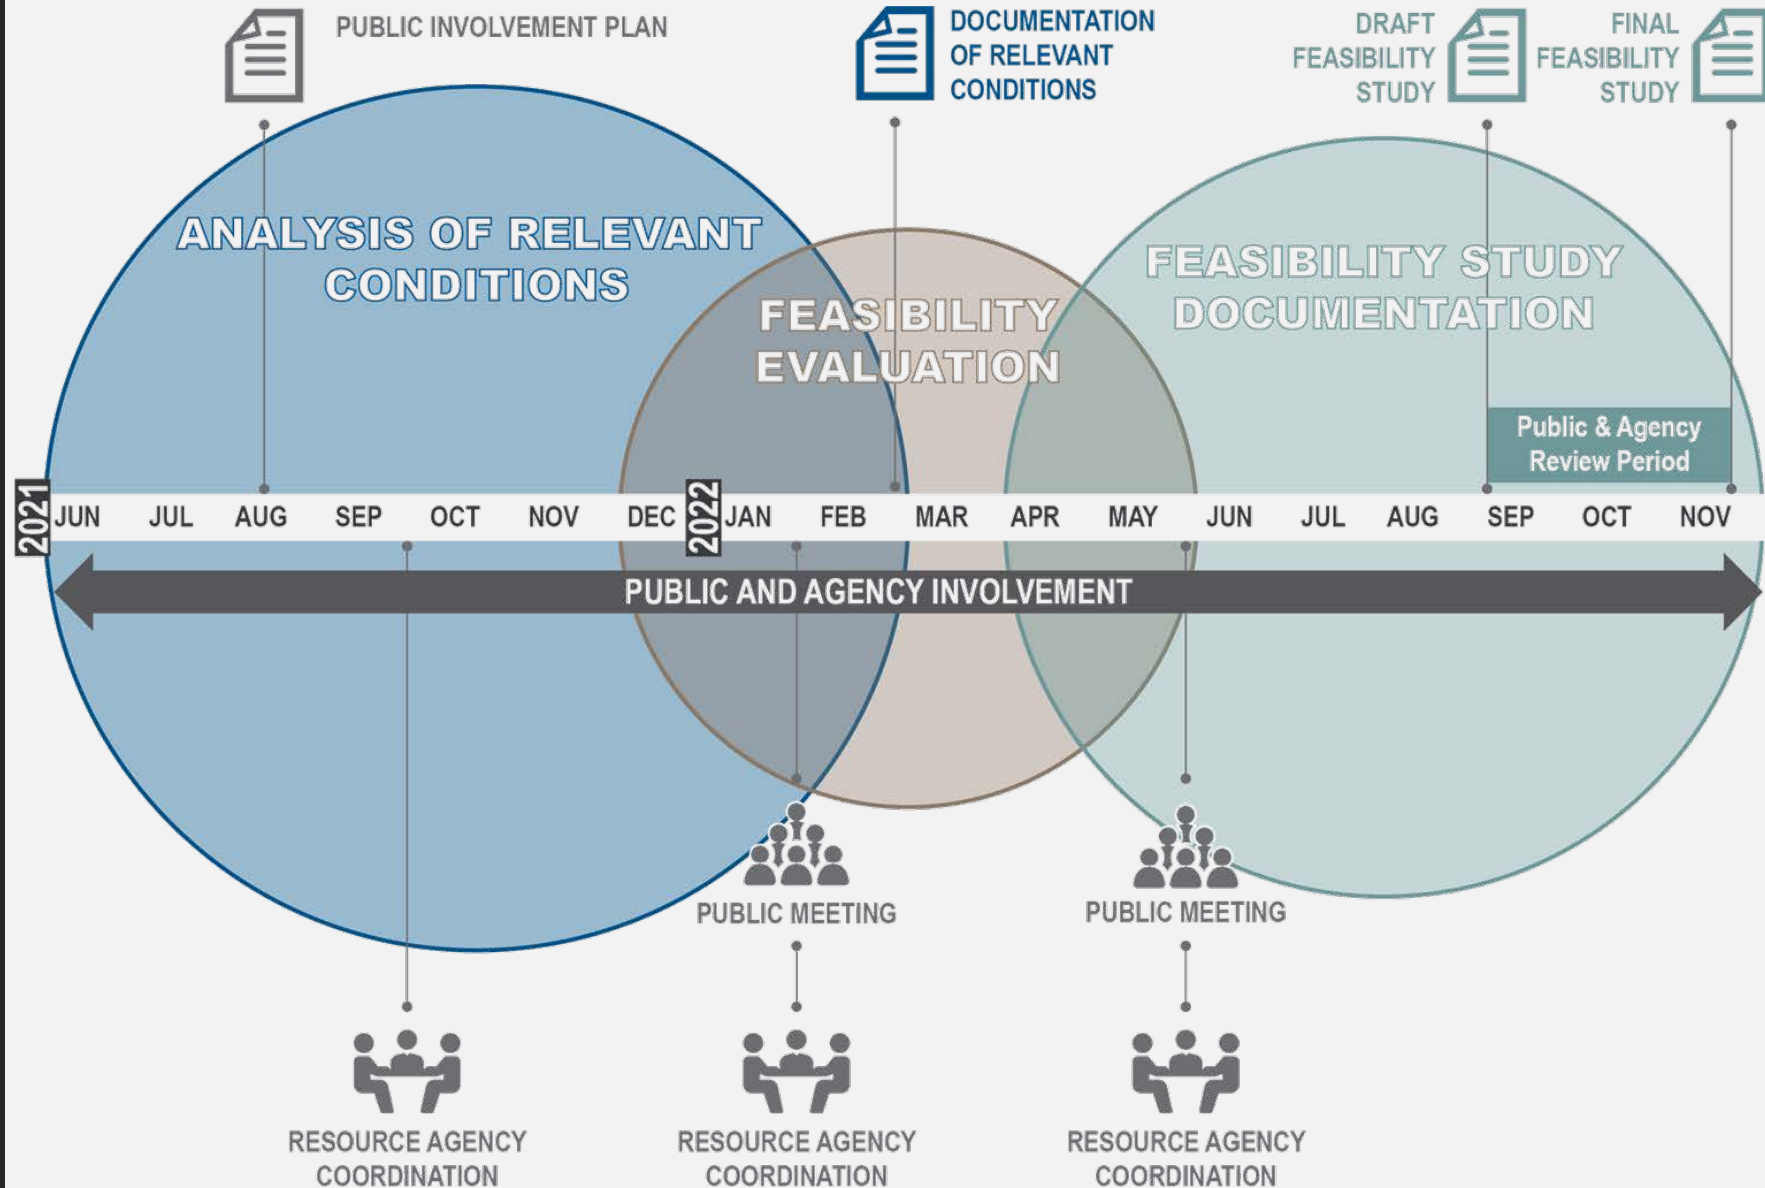 PUBLIC INVOLVEMENT PLAN
DOCUMENTATION
OF RELEVANT
CONDITIONS
DRAFT
FEASIBILITY
STUDY
FINAL
FEASIBILITY
STUDY
ANALYSIS OF RELEVANT
CONDITIONS
FEASIBILITY
EVALUATION
FEASIBILITY STUDY
DOCUMENTATION
Public & Agency
Review Period
2021 JUN JUL AUG SEP OCT NOV DEC 2022 JAN FEB MAR APR MAY JUN JUL AUG SEP OCT NOV
PUBLIC AND AGENCY INVOLVEMENT
PUBLIC MEETING
PUBLIC MEETING
RESOURCE AGENCY
COORDINATION
RESOURCE AGENCY
COORDINATION
RESOURCE AGENCY
COORDINATION